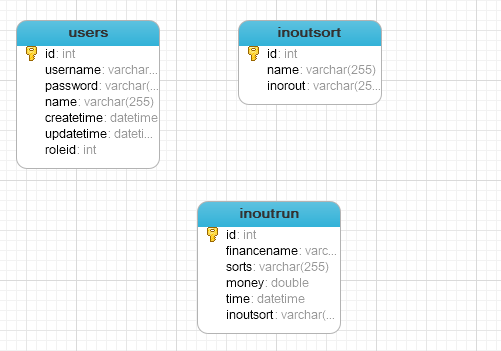 users
id: int
username: varchar...
password: varchar(...
name: varchar(255)
createtime: datetime
updatetime: dateti...
roleid: int
inoutsort
id: int
name: varchar(255)
inorout: varchar(25...
inoutrun
id: int
financename: varc...
sorts: varchar(255)
money: double
time: datetime
inoutsort: varchar(...